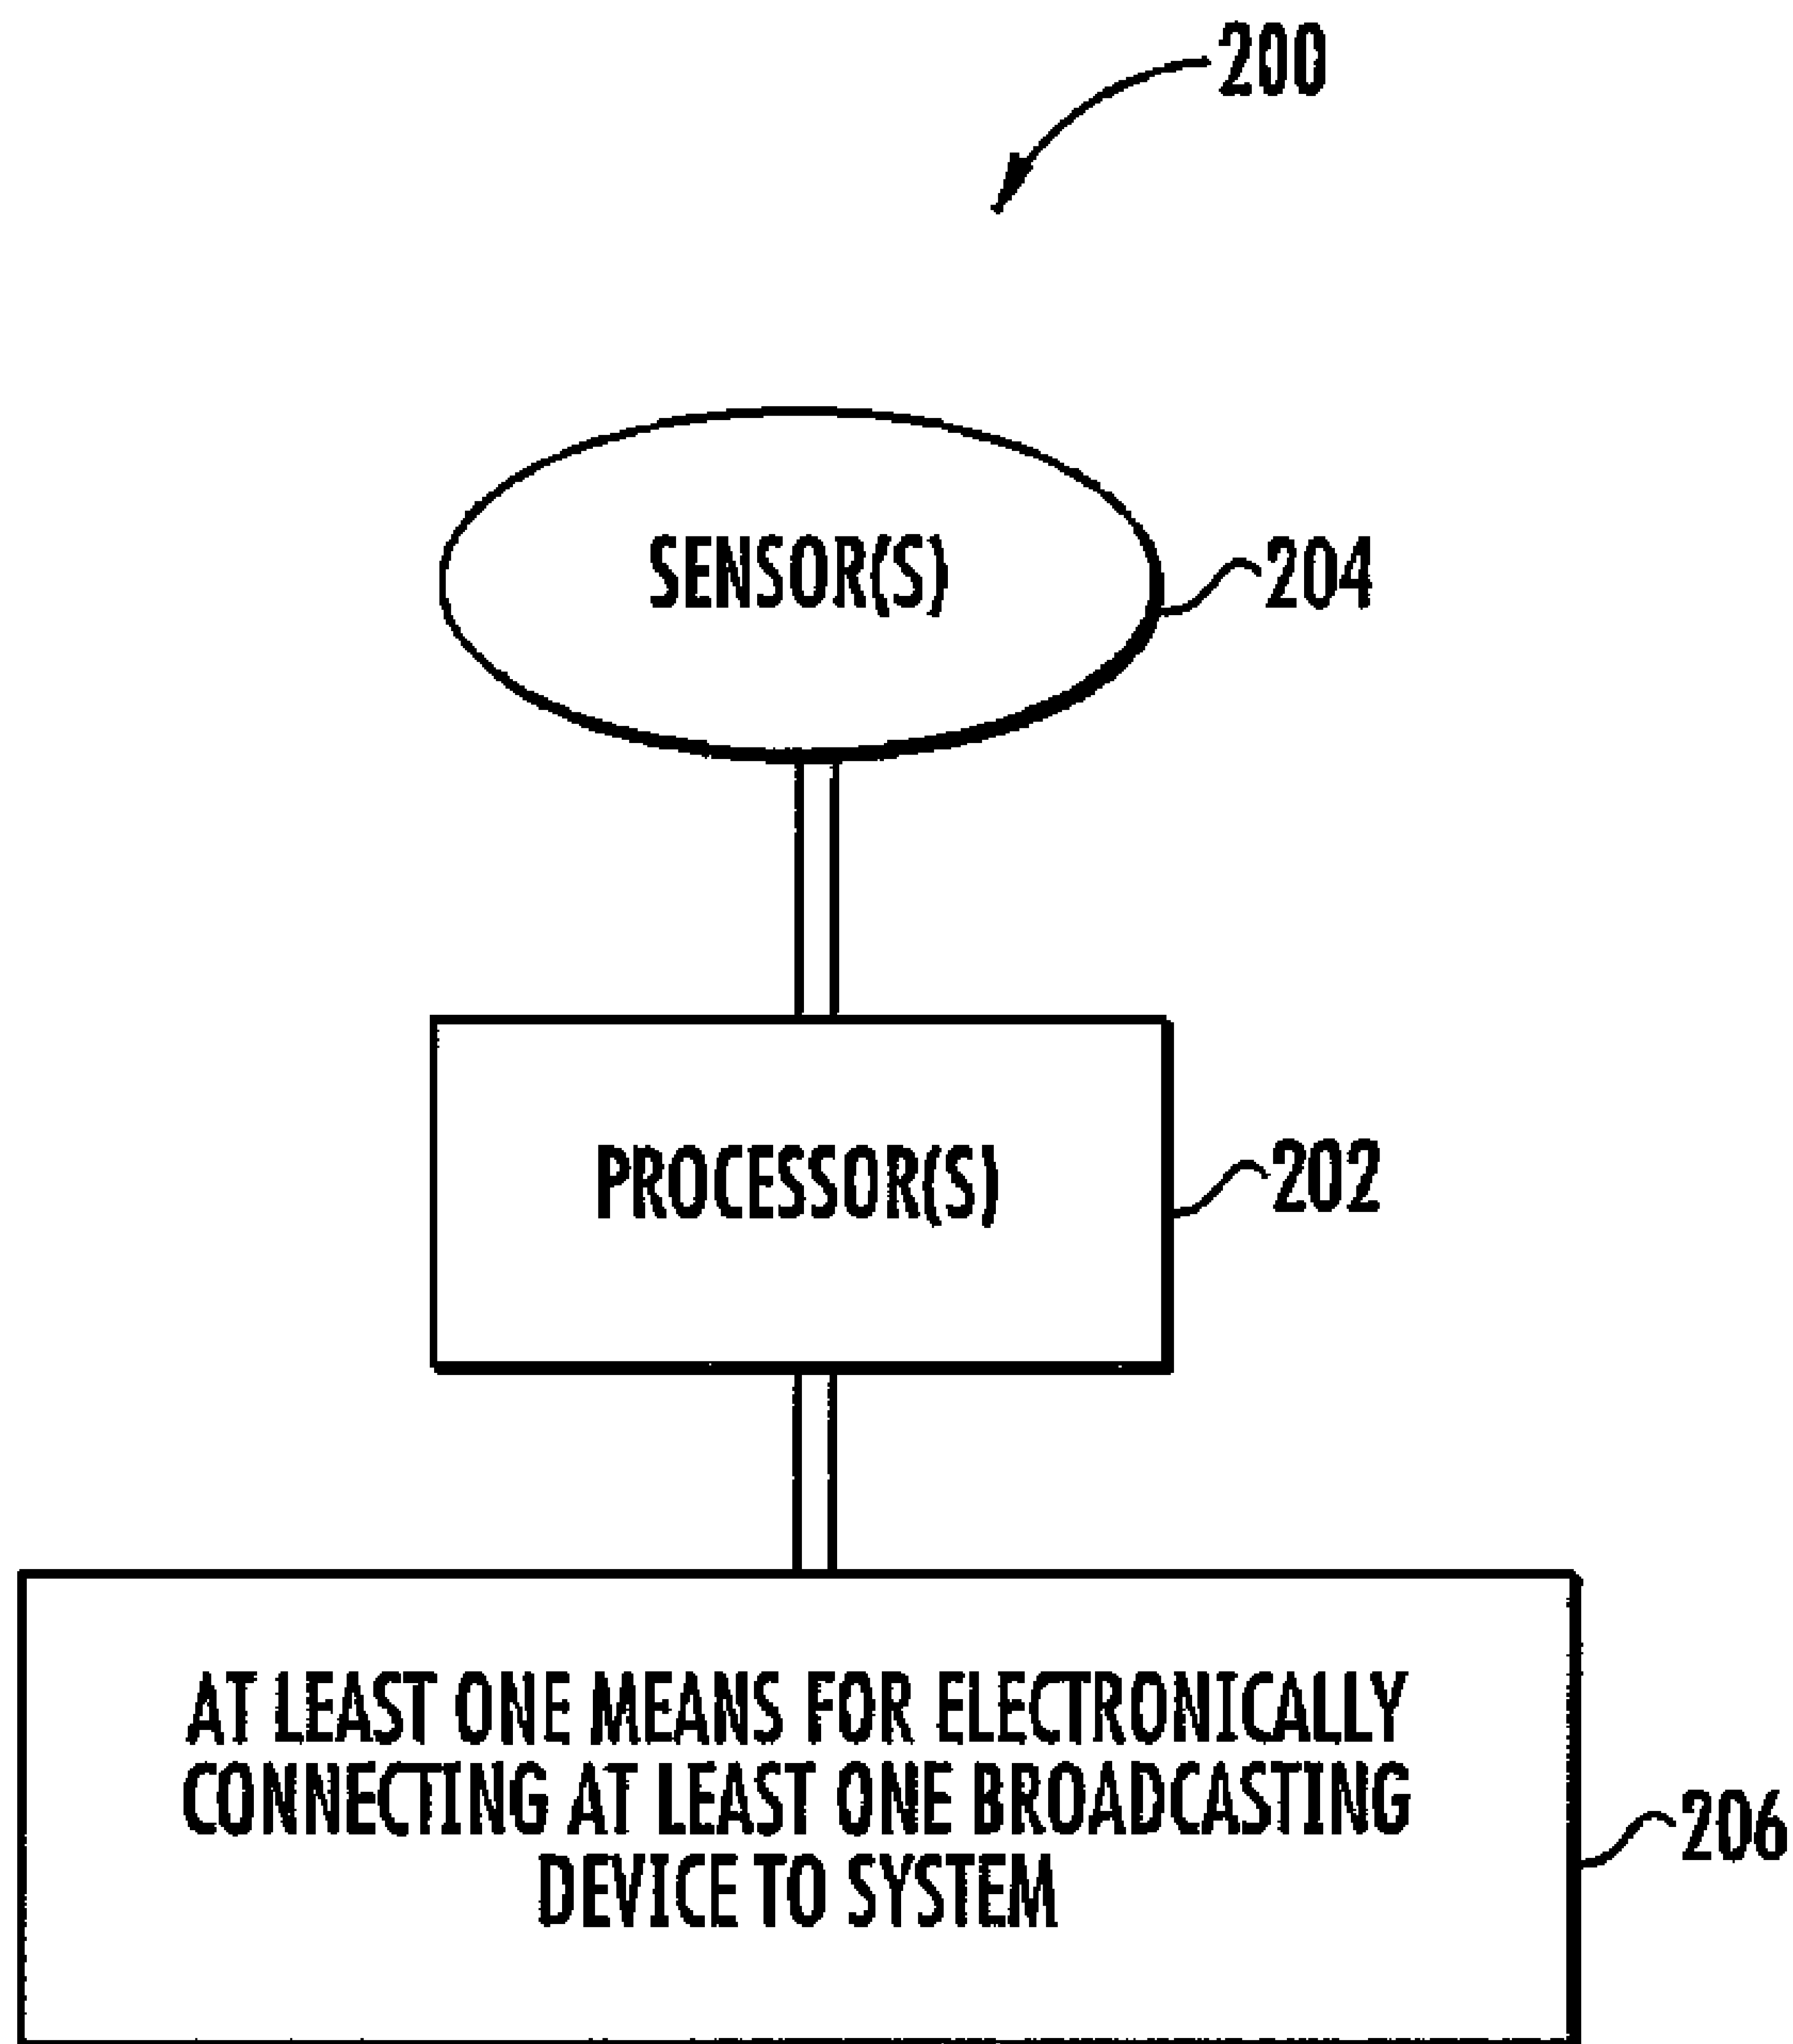 200
SENSOR(S)
204
PROCESSOR(S)
202
AT LEAST ONE MEANS FOR ELECTRONICALLY
CONNECTING AT LEAST ONE BROADCASTING
DEVICE TO SYSTEM
206